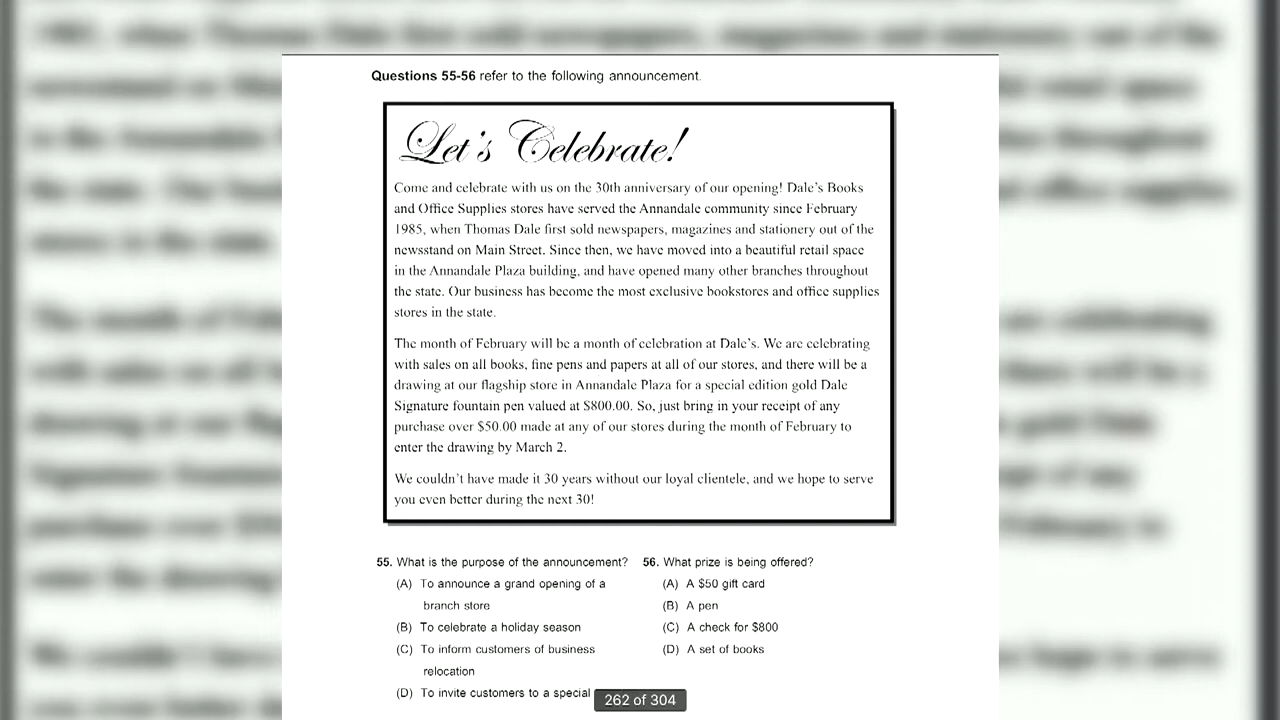 Questions 55-56 refer to the following announcement.
Let's Celebrate!
Come and celebrate with us on the 30th anniversary of our opening! Dale's Books
and Office Supplies stores have served the Annandale community since February
1985, when Thomas Dale first sold newspapers, magazines and stationery out of the
newsstand on Main Street. Since then, we have moved into a beautiful retail space
in the Annandale Plaza building, and have opened many other branches throughout
the state. Our business has become the most exclusive bookstores and office supplies
stores in the state.
The month of February will be a month of celebration at Dale's. We are celebrating
with sales on all books, fine pens and papers at all of our stores, and there will be a
drawing at our flagship store in Annandale Plaza for a special edition gold Dale
Signature fountain pen valued at $800.00. So, just bring in your receipt of any
purchase over $50.00 made at any of our stores during the month of February to
enter the drawing by March 2.
We couldn't have made it 30 years without our loyal clientele, and we hope to serve
you even better during the next 30!
55. What is the purpose of the announcement?
(A) To announce a grand opening of a
branch store
(B) To celebrate a holiday season
(C) To inform customers of business
relocation
(D) To invite customers to a special
56. What prize is being offered?
(A) A $50 gift card
(B) A pen
(C) A check for $800
(D) A set of books
262 of 304